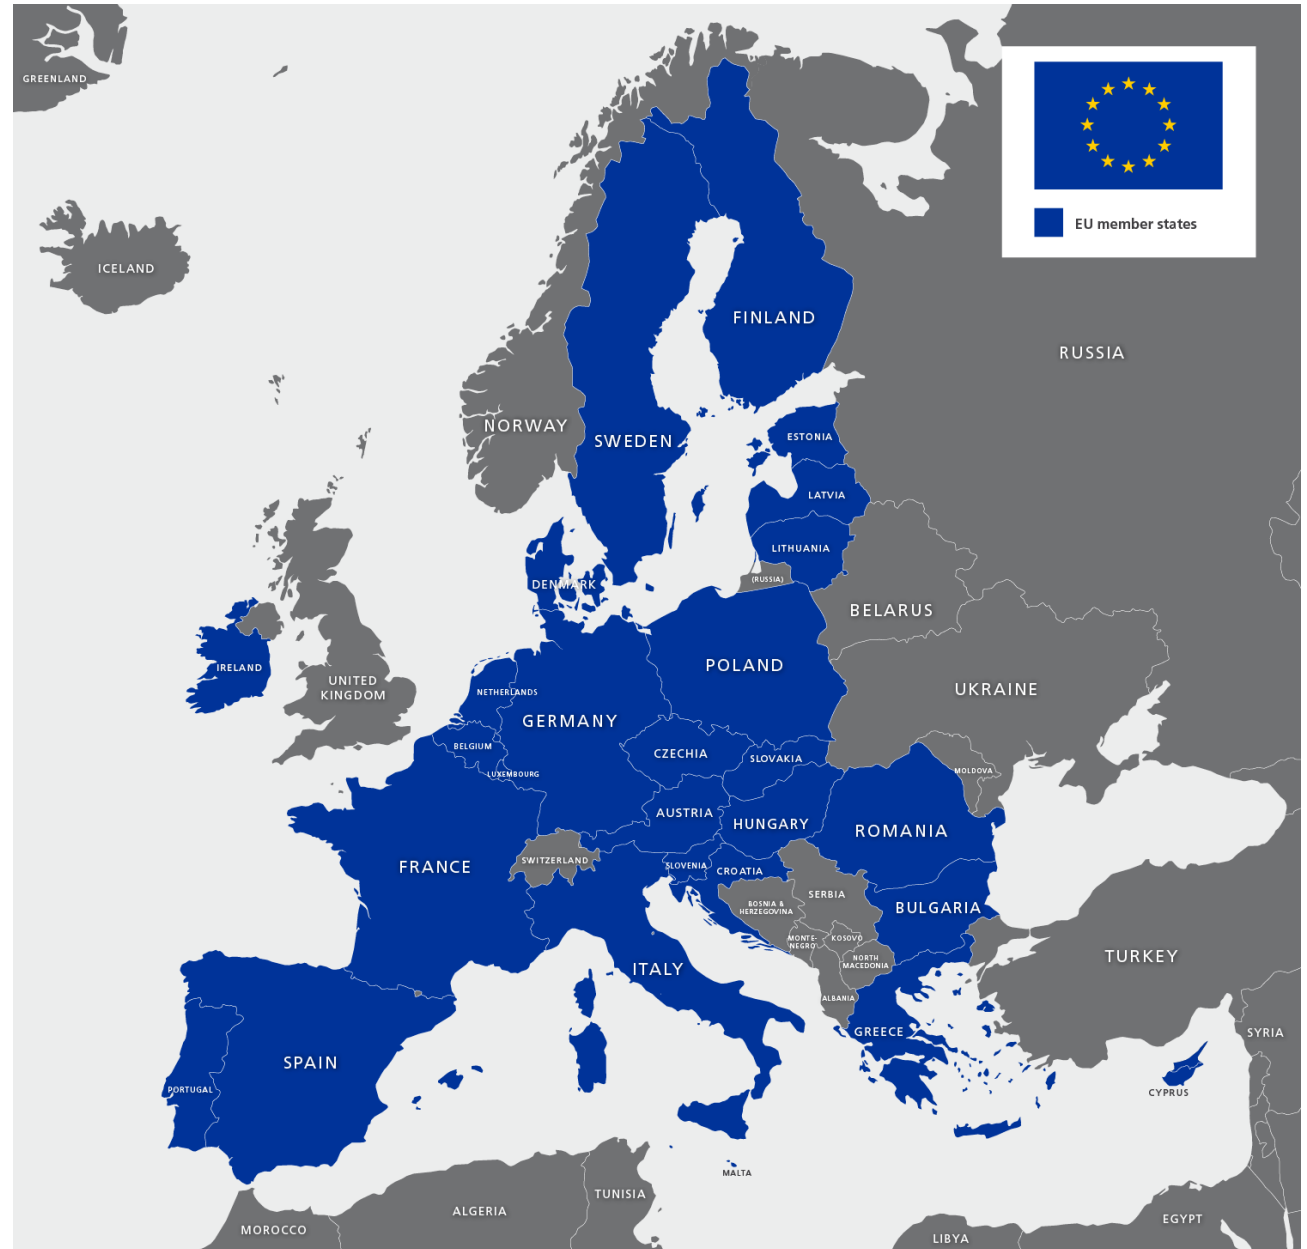 GREENLAND
EU member states
ICELAND
FINLAND
RUSSIA
NORWAY
SWEDEN
ESTONIA
LATVIA
LITHUANIA
(RUSSIA)
DENMARK
BELARUS
IRELAND
UNITED
KINGDOM
POLAND
NETHERLANDS
UKRAINE
GERMANY
BELGIUM
CZECHIA
SLOVAKIA
LUXEMBOURG
MOLDOVA
AUSTRIA
HUNGARY
ROMANIA
FRANCE
SWITZERLAND
SLOVENIA
CROATIA
SERBIA
BOSNIA &
HERZEGOVINA
BULGARIA
MONTE-
NEGRO
KOSOVO
NORTH
MACEDONIA
ITALY
TURKEY
ALBANIA
GREECE
SYRIA
SPAIN
PORTUGAL
CYPRUS
MALTA
TUNISIA
ALGERIA
MOROCCO
EGYPT
LIBYA